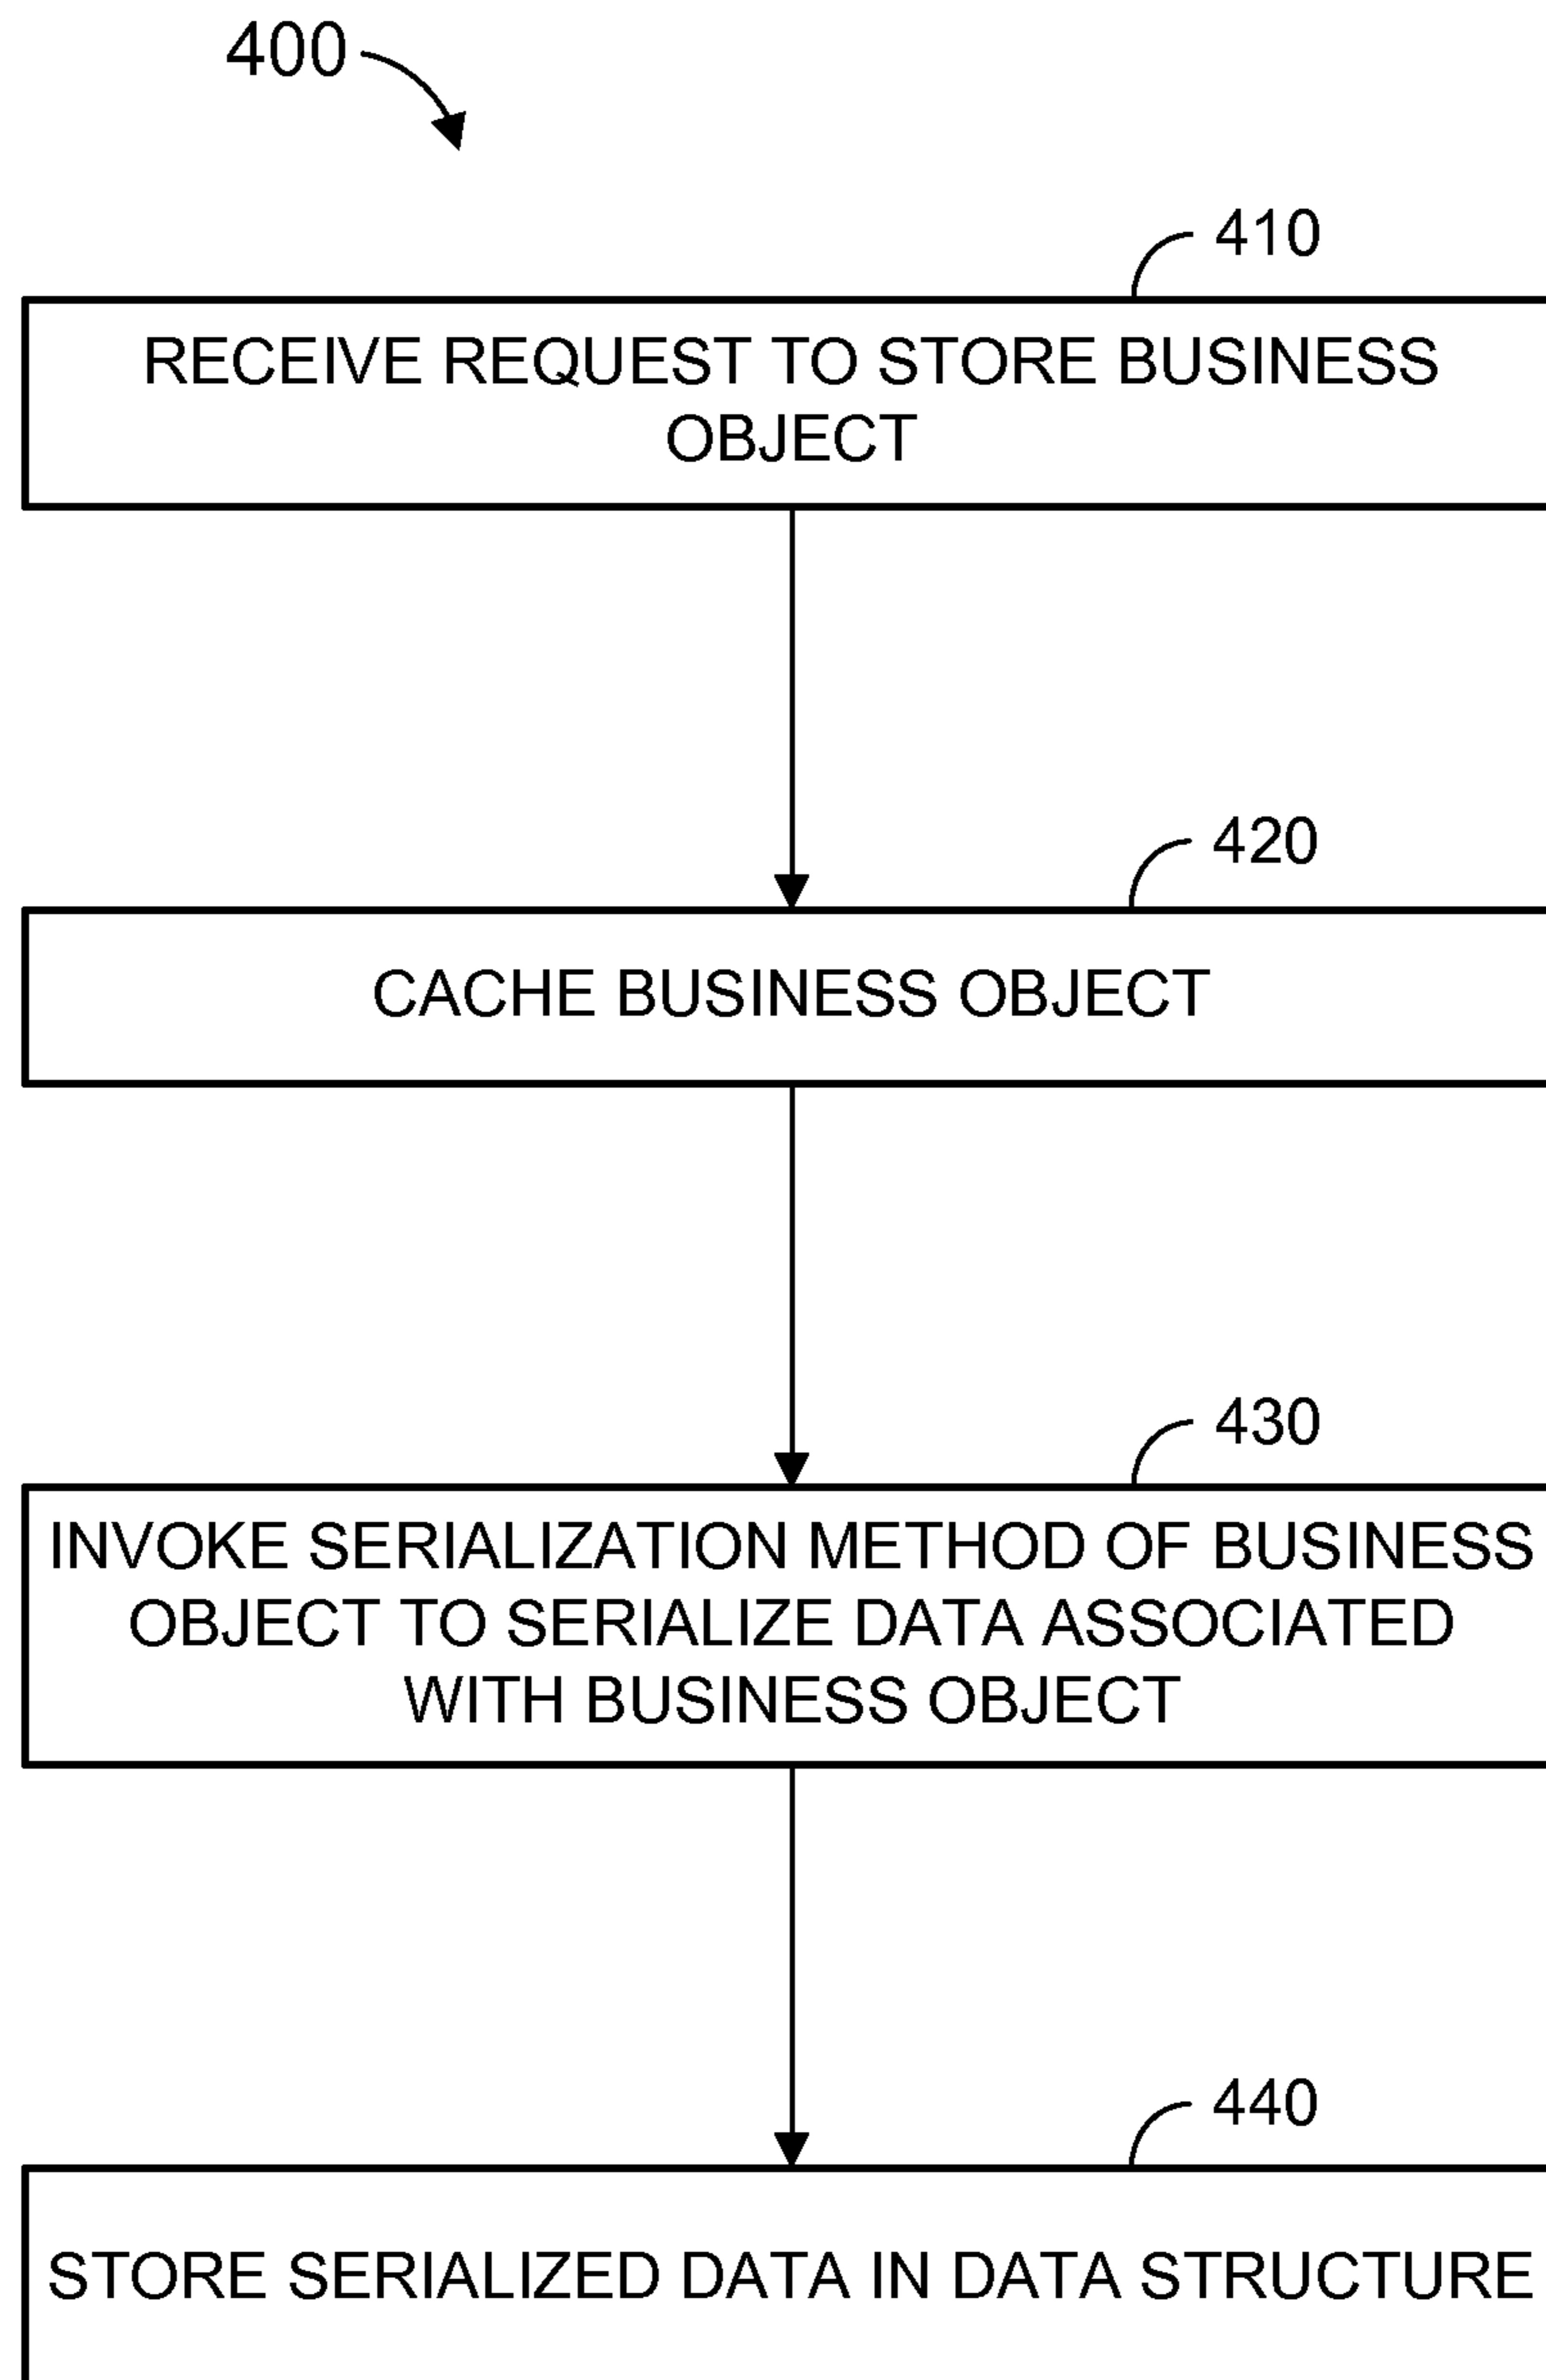 400
410
RECEIVE REQUEST TO STORE BUSINESS
OBJECT
420
CACHE BUSINESS OBJECT
430
INVOKE SERIALIZATION METHOD OF BUSINESS
OBJECT TO SERIALIZE DATA ASSOCIATED
WITH BUSINESS OBJECT
440
STORE SERIALIZED DATA IN DATA STRUCTURE